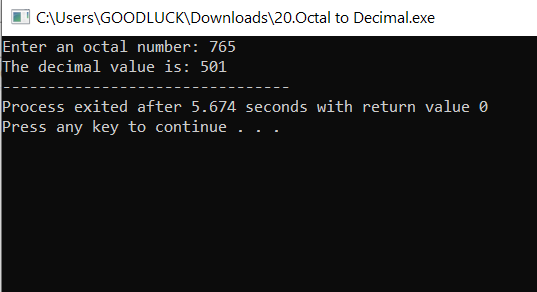 C:\Users\GOODLUCK\Downloads\20.Octal to Decimal.exe
Enter an octal number: 765
The decimal value is: 501
--------------------------------
Process exited after 5.674 seconds with return value 0
Press any key to continue . . .